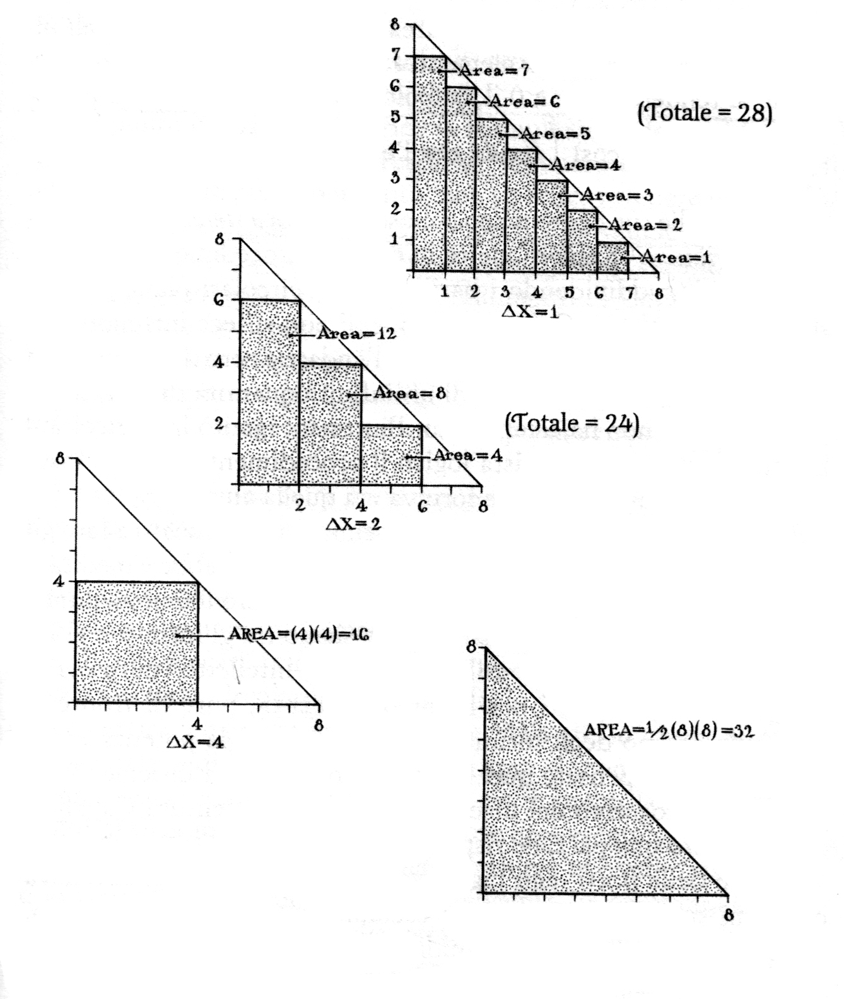 8
7
6
5
4
3
2
1
Area=7
Area=6
Area=5
Area=4
Area=3
Area=2
Area=1
(Totale = 28)
1 2 3 4 5 6 7 8
ΔX=1
8
6
4
2
Area=12
Area=8
Area=4
(Totale = 24)
2 4 6 8
ΔX=2
8
4
AREA=(4)(4)=16
4 8
ΔX=4
8
AREA=1/2(8)(8)=32
8